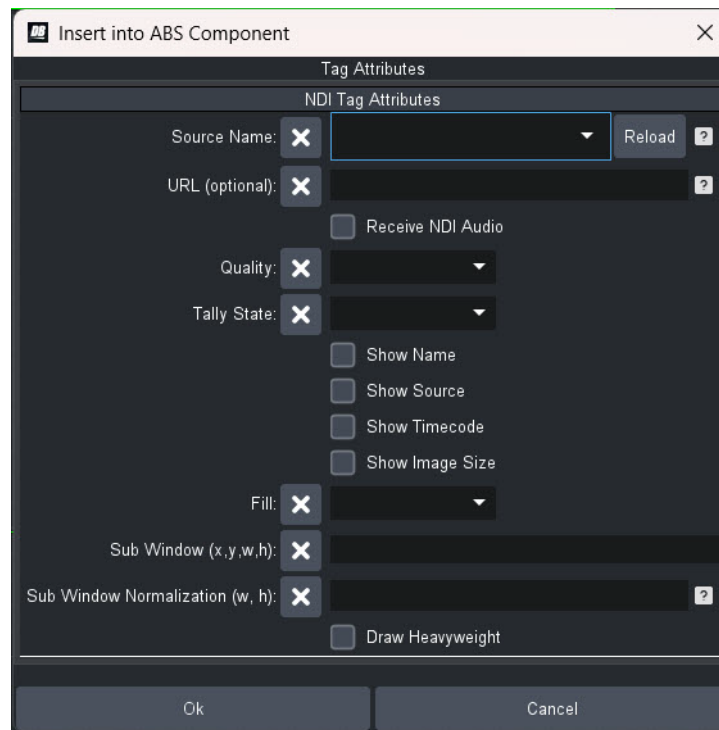 DB Insert into ABS Component
Tag Attributes
NDI Tag Attributes
Source Name: Reload ?
URL (optional): ?
Receive NDI Audio
Quality:
Tally State:
Show Name
Show Source
Show Timecode
Show Image Size
Fill:
Sub Window (x,y,w,h):
Sub Window Normalization (w, h): ?
Draw Heavyweight
Ok Cancel